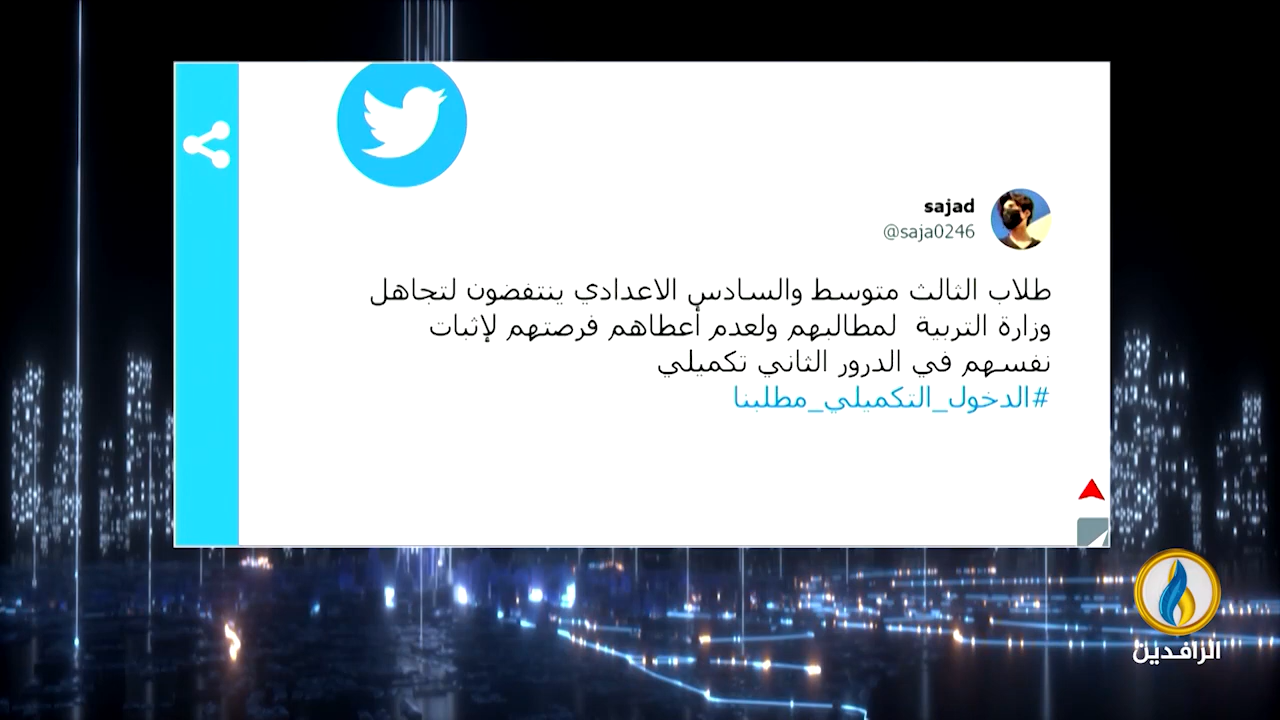 sajad
@saja0246
طلاب الثالث متوسط والسادس الاعدادي ينتفضون لتجاهل
وزارة التربية لمطالبهم ولعدم أعطاهم فرصتهم لإثبات
نفسهم في الدرور الثاني تكميلي
#الدخول_التكميلي_مطلبنا
الرافدين